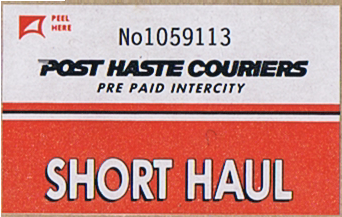 PEEL
HERE
No1059113
POST HASTE COURIERS
PRE PAID INTERCITY
SHORT HAUL